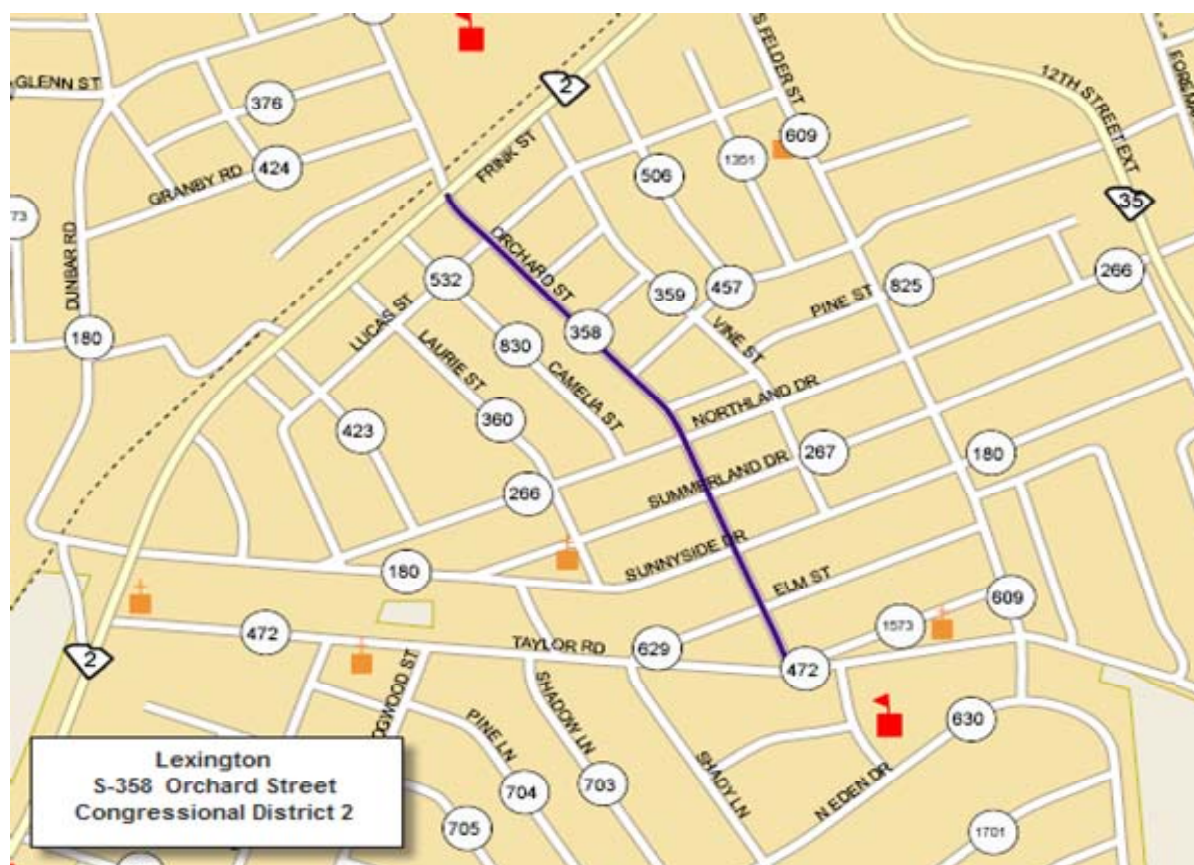 GLENN ST
376
2
S FELDER ST
609
12TH STREET EXT
FRINK ST
424
GRANBY RD
506
1351
35
73
DUNBAR RD
180
532
ORCHARD ST
358
359
457
825
266
PINE ST
VINE ST
LUCAS ST
LAURIE ST
830
CAMELIA ST
360
423
NORTHLAND DR
266
SUMMERLAND DR
267
180
SUNNYSIDE DR
180
ELM ST
609
1573
472
TAYLOR RD
629
472
2
SHADOW LN
PINE LN
703
704
705
SHADY LN
N EDEN DR
630
1701
Lexington
S-358 Orchard Street
Congressional District 2